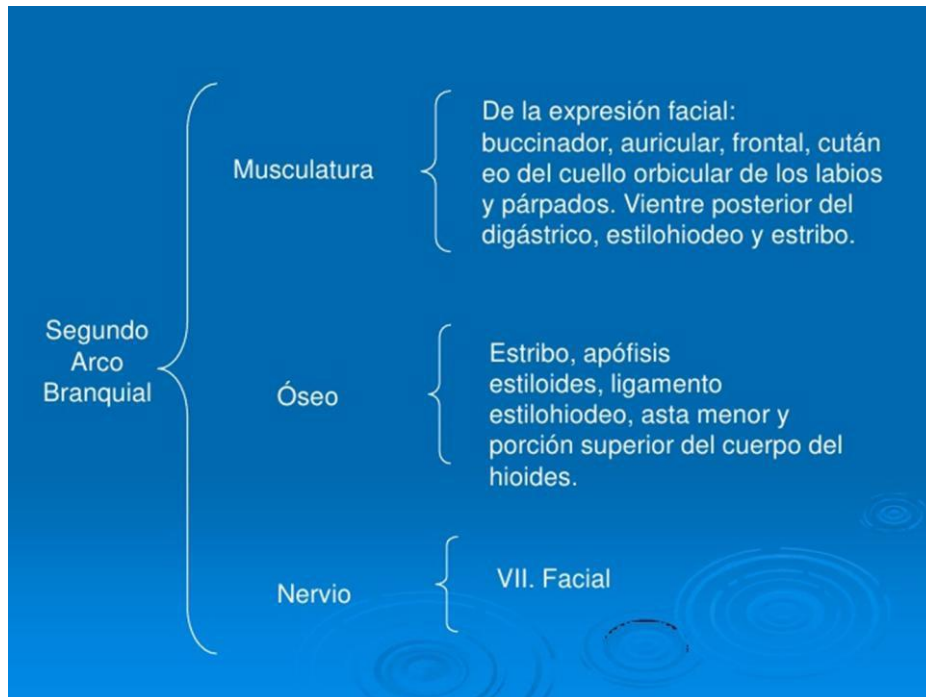 Segundo
Arco
Branquial
Musculatura
De la expresión facial:
buccinador, auricular, frontal, cután
eo del cuello orbicular de los labios
y párpados. Vientre posterior del
digástrico, estilohiodeo y estribo.
Óseo
Estribo, apófisis
estiloides, ligamento
estilohiodeo, asta menor y
porción superior del cuerpo del
hioides.
Nervio
VII. Facial